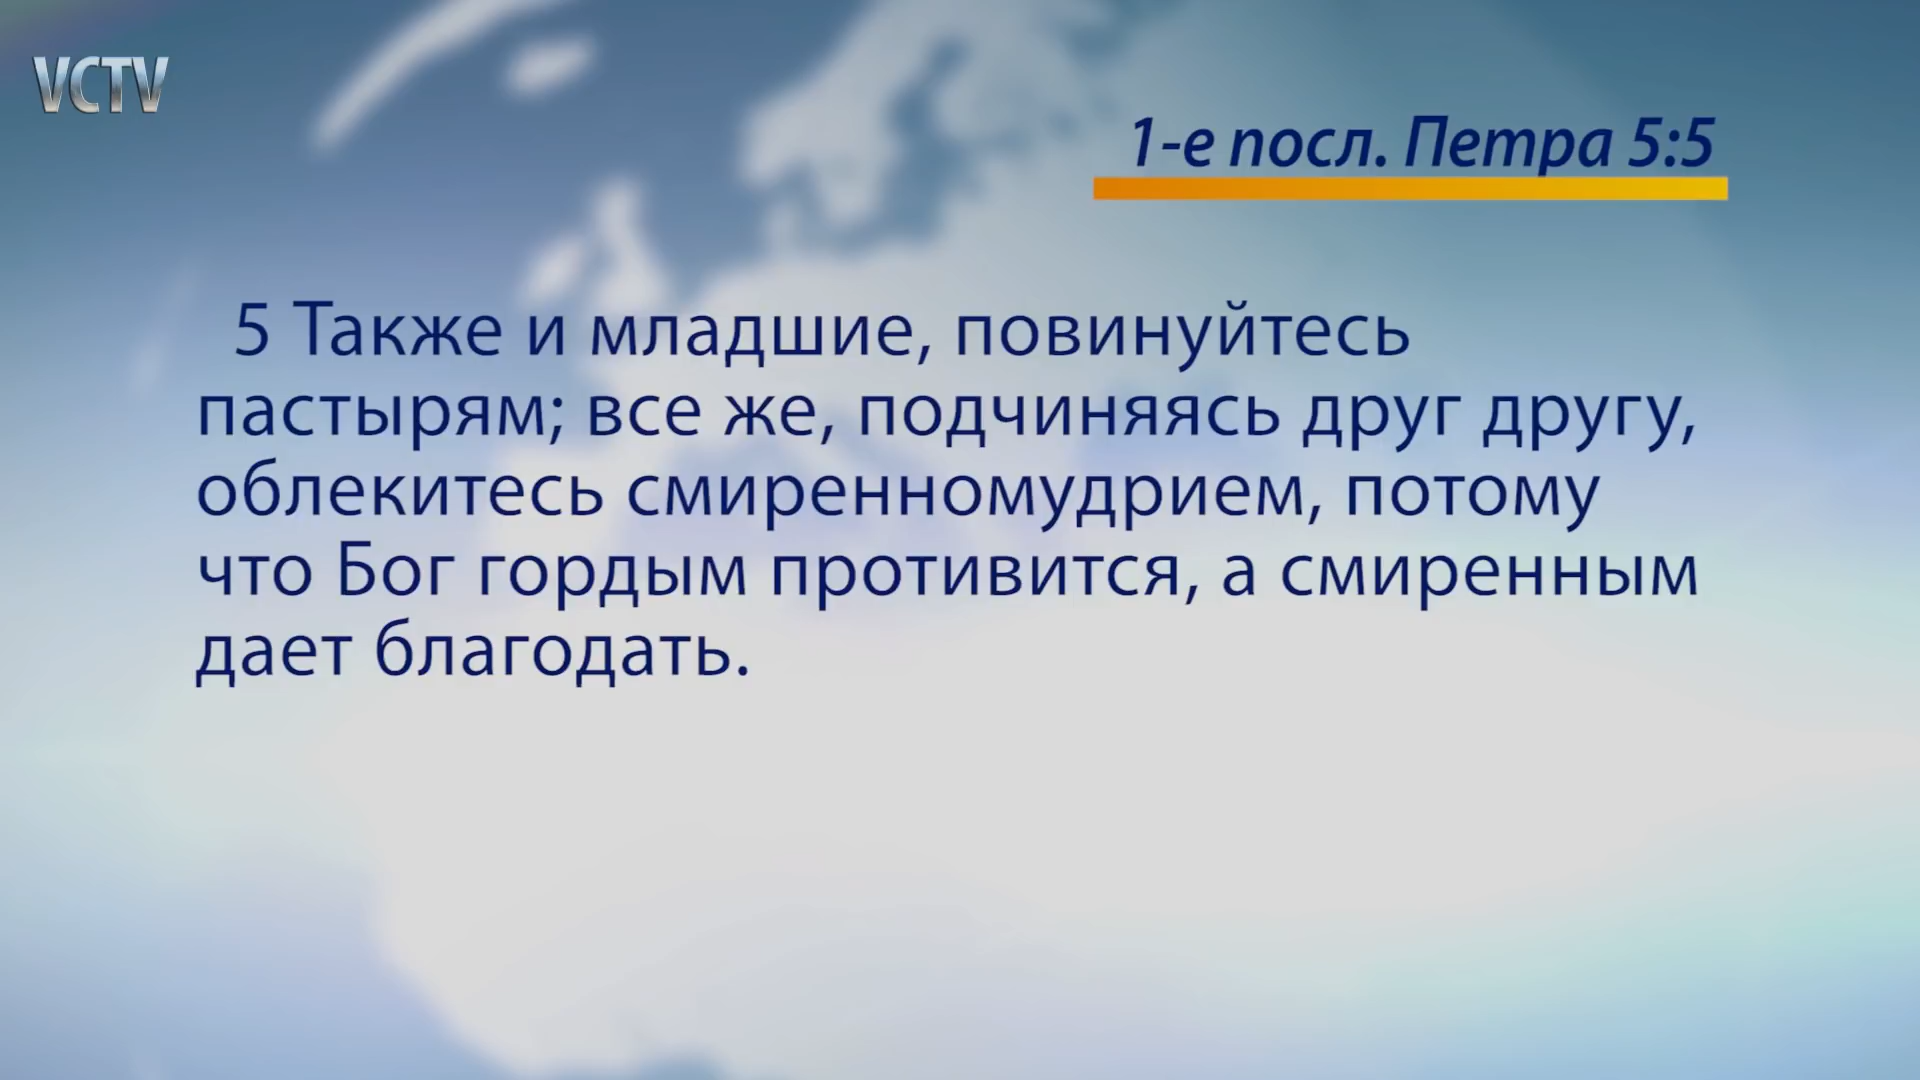 VCTV
1-е посл. Петра 5:5
5 Также и младшие, повинуйтесь
пастырям; все же, подчиняясь друг другу,
облекитесь смиренномудрием, потому
что Бог гордым противится, а смиренным
дает благодать.